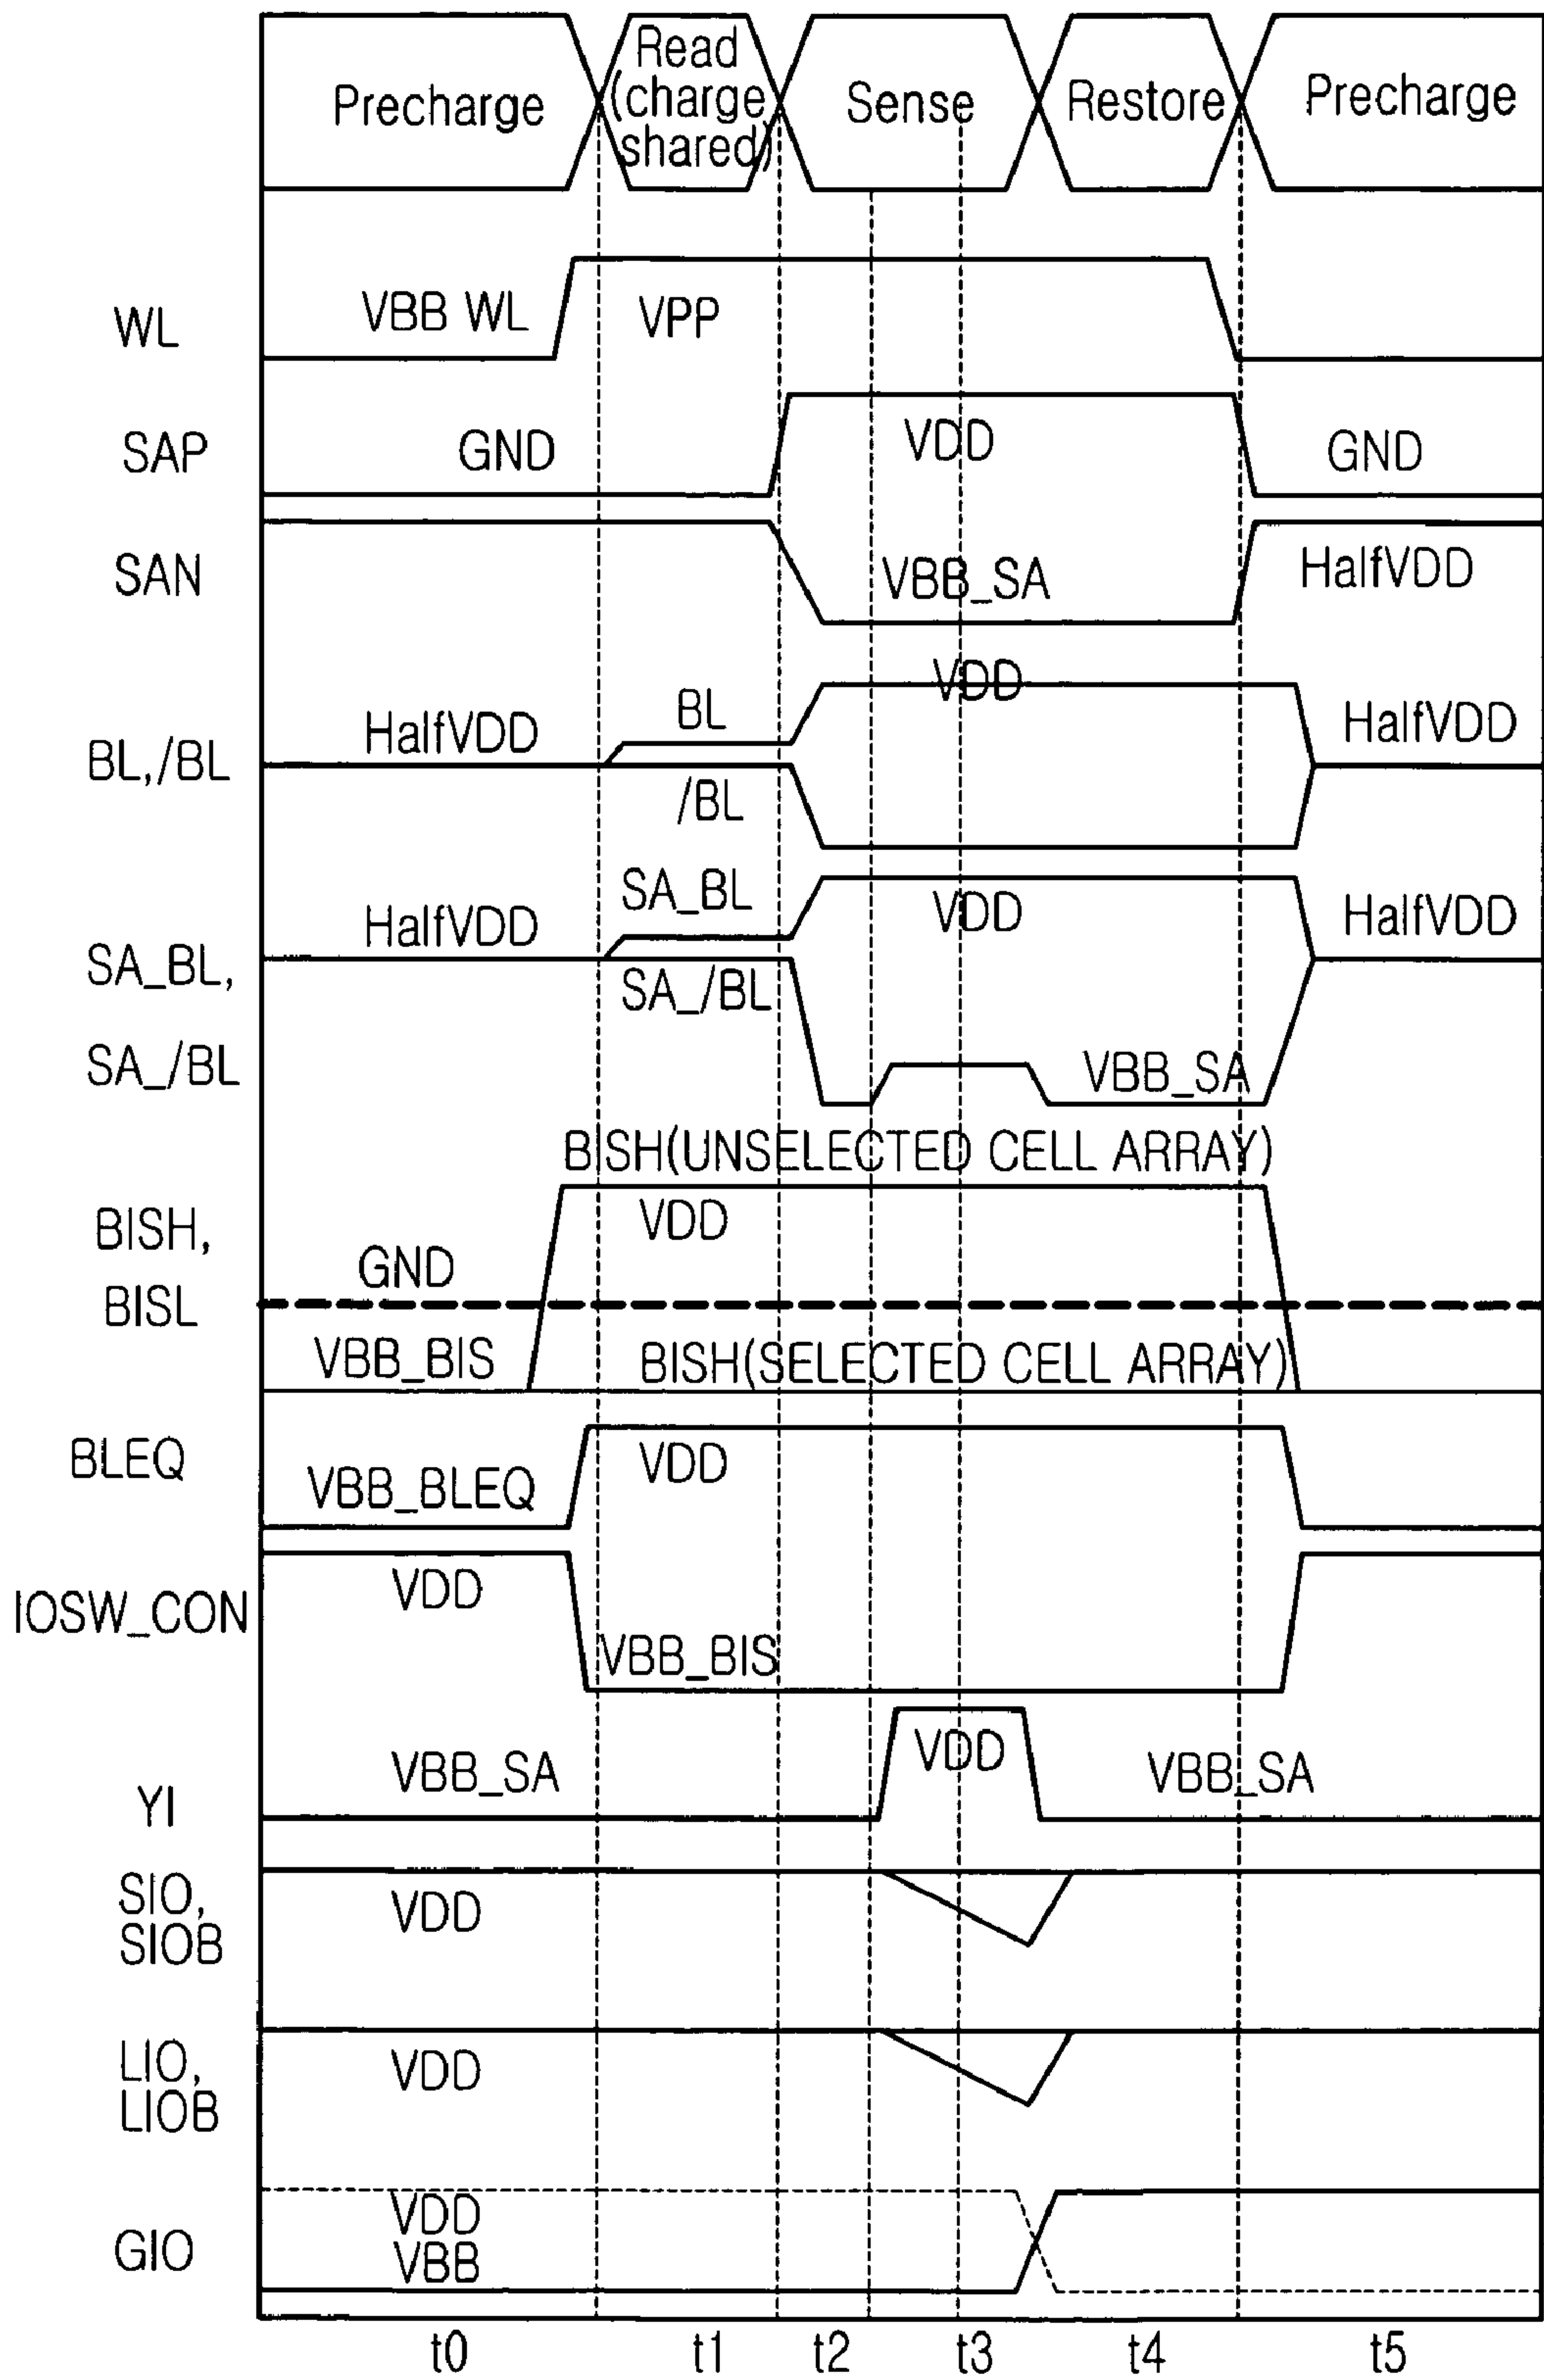 Precharge
Read
(charge
shared)
Sense
Restore
Precharge
WL
VBB WL
VPP
SAP
GND
VDD
GND
SAN
VBB_SA
HalfVDD
BL,/BL
HalfVDD
BL
/BL
VDD
HalfVDD
SA_BL,
SA_/BL
HalfVDD
SA_BL
SA_/BL
VDD
HalfVDD
VBB_SA
BISH(UNSELECTED CELL ARRAY)
BISH,
BISL
GND
VDD
VBB_BIS
BISH(SELECTED CELL ARRAY)
BLEQ
VBB_BLEQ
VDD
IOSW_CON
VDD
VBB_BIS
YI
VBB_SA
VDD
VBB_SA
SIO,
SIOB
VDD
LIO,
LIOB
VDD
GIO
VDD
VBB
t0
t1
t2
t3
t4
t5